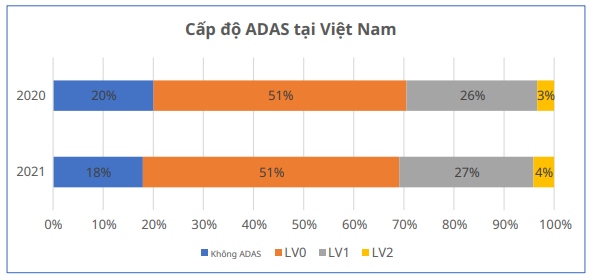 Cấp độ ADAS tại Việt Nam
2020 20% 51% 26% 3%
2021 18% 51% 27% 4%
0% 10% 20% 30% 40% 50% 60% 70% 80% 90% 100%
Không ADAS LV0 LV1 LV2